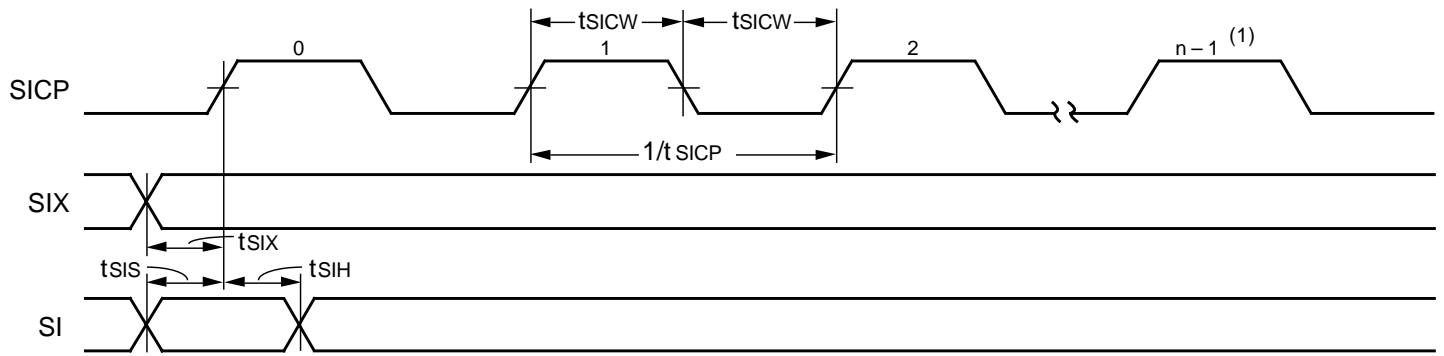 tSICW tSICW
0 1 2 n – 1 (1)
SICP
1/t SICP
SIX
tSIX
tSIS tSIH
SI